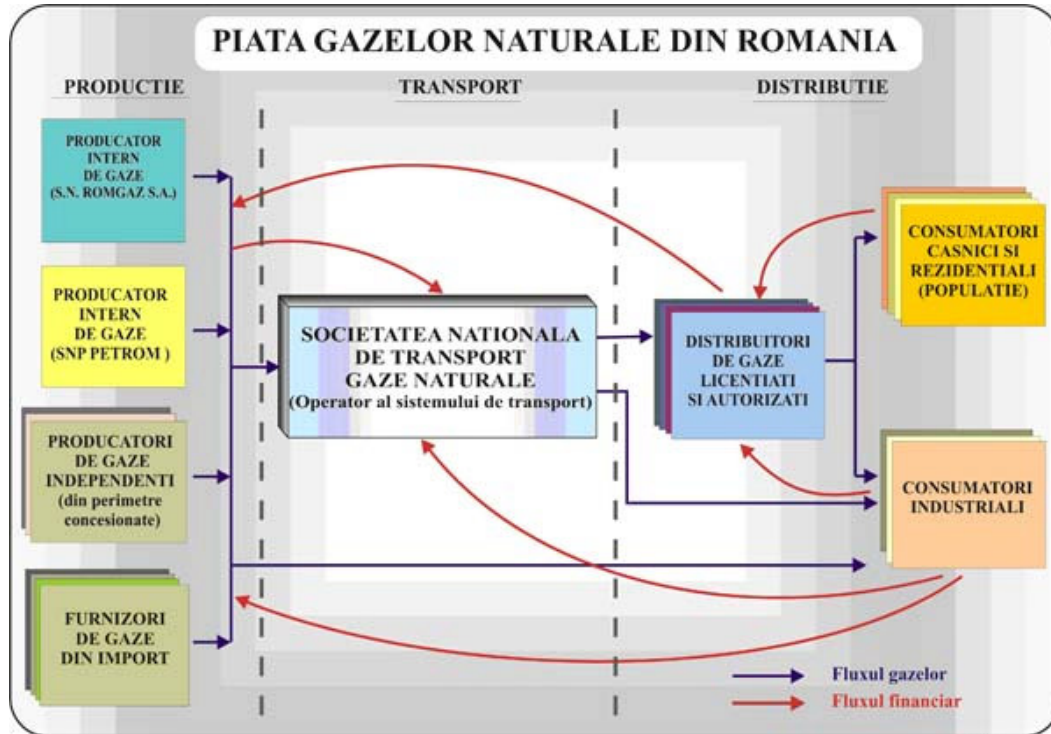 PIATA GAZELOR NATURALE DIN ROMANIA
PRODUCTIE
TRANSPORT
DISTRIBUTIE
PRODUCATOR
INTERN
DE GAZE
(S.N. ROMGAZ S.A.)
PRODUCATOR
INTERN
DE GAZE
(SNP PETROM )
PRODUCATORI
DE GAZE
INDEPENDENTI
(din perimetre
concesionate)
FURNIZORI
DE GAZE
DIN IMPORT
SOCIETATEA NATIONALA
DE TRANSPORT
GAZE NATURALE
(Operator al sistemului de transport)
DISTRIBUITORI
DE GAZE
LICENTIATI
SI AUTORIZATI
CONSUMATORI
CASNICI SI
REZIDENTIALI
(POPULATIE)
CONSUMATORI
INDUSTRIALI
Fluxul gazelor
Fluxul financiar